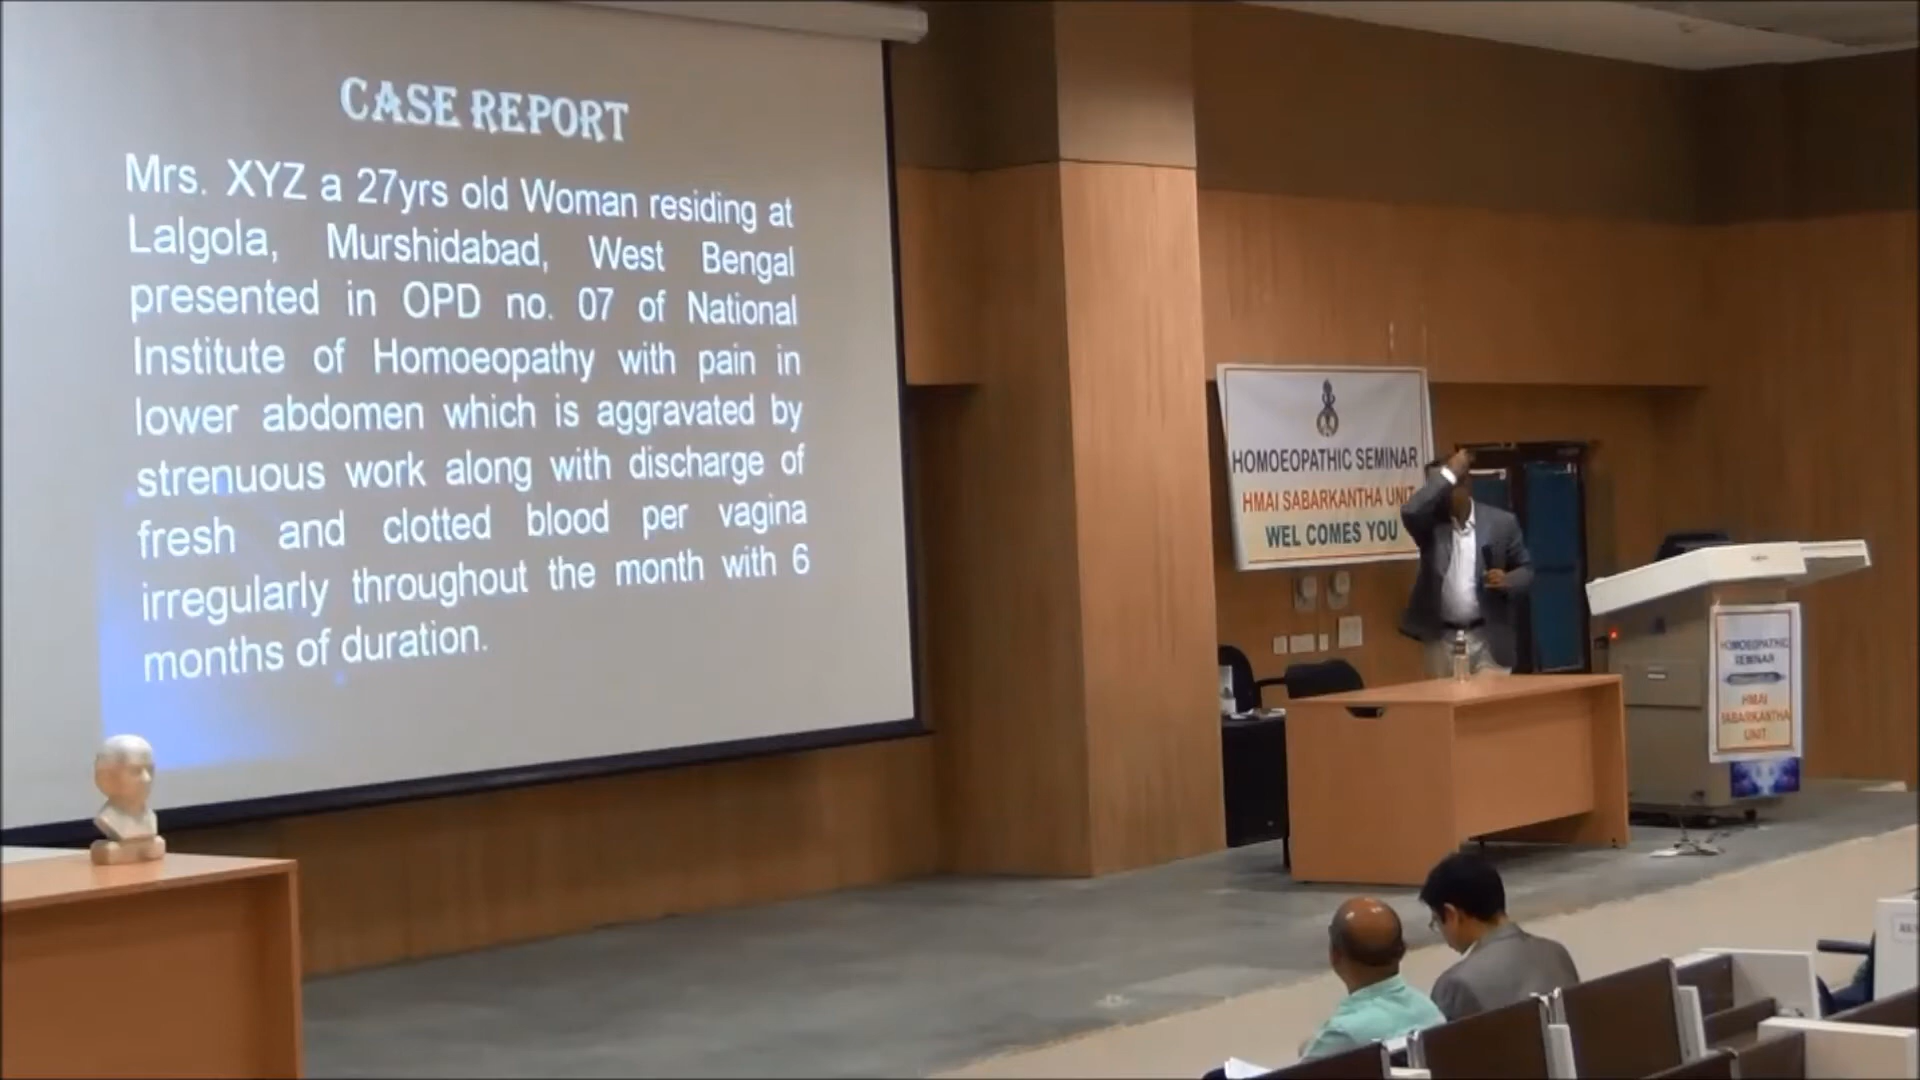 CASE REPORT
Mrs. XYZ a 27yrs old Woman residing at
Lalgola, Murshidabad, West Bengal
presented in OPD no. 07 of National
Institute of Homoeopathy with pain in
lower abdomen which is aggravated by
strenuous work along with discharge of
fresh and clotted blood per vagina
irregularly throughout the month with 6
months of duration.
HOMOEOPATHIC SEMINAR
HMAI SABARKANTHA UNIT
WEL COMES YOU
HOMOEOPATHIC
SEMINAR
HMAI
SABARKANTHA
UNIT